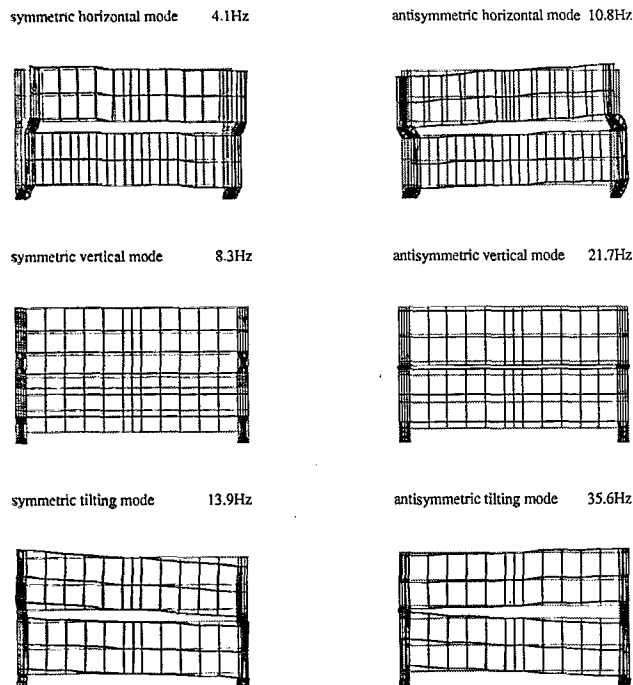 symmetric horizontal mode 4.1Hz
antisymmetric horizontal mode 10.8Hz
symmetric vertical mode 8.3Hz
antisymmetric vertical mode 21.7Hz
symmetric tilting mode 13.9Hz
antisymmetric tilting mode 35.6Hz